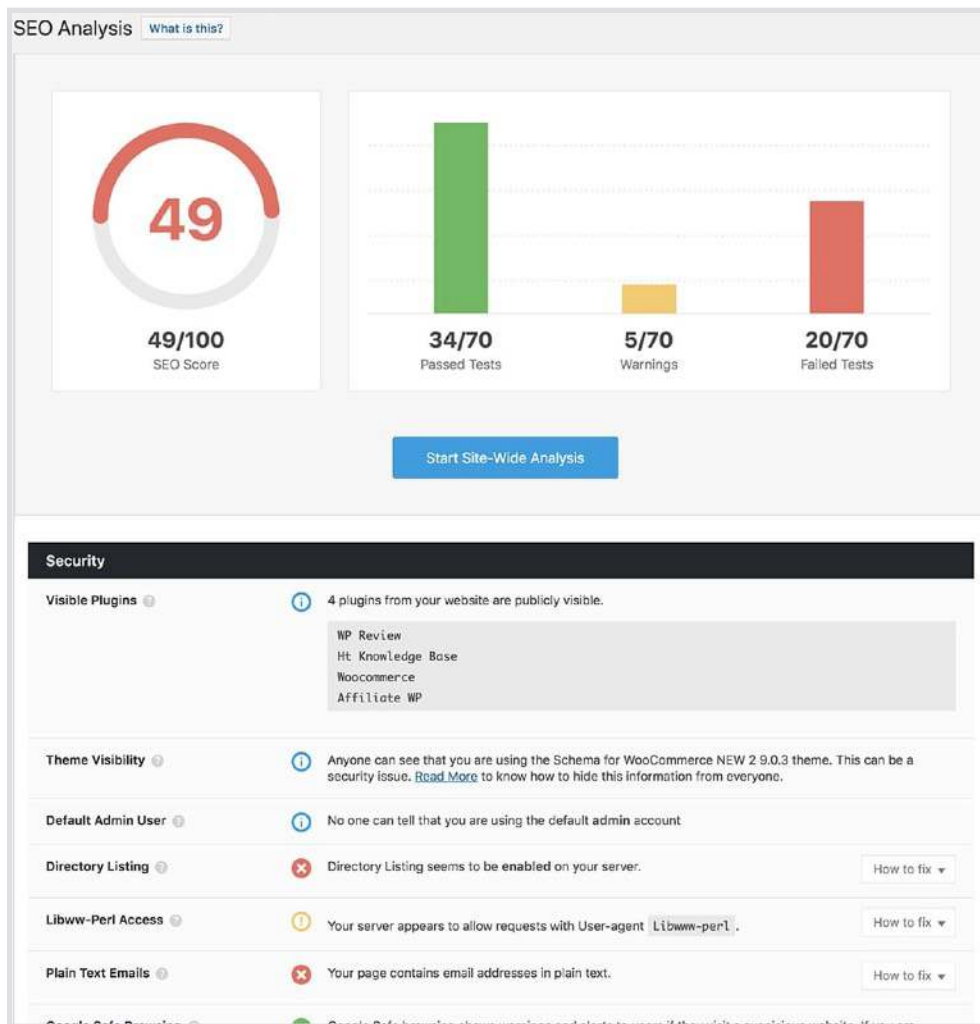 SEO Analysis What is this?
49
49/100
SEO Score
34/70
Passed Tests
5/70
Warnings
20/70
Failed Tests
Start Site-Wide Analysis
Security
Visible Plugins
4 plugins from your website are publicly visible.
WP Review
Ht Knowledge Base
Woocommerce
Affiliate WP
Theme Visibility
Anyone can see that you are using the Schema for WooCommerce NEW 2 9.0.3 theme. This can be a
security issue. Read More to know how to hide this information from everyone.
Default Admin User
No one can tell that you are using the default admin account
Directory Listing
Directory Listing seems to be enabled on your server.
How to fix
Libww-Perl Access
Your server appears to allow requests with User-agent Libwww-perl.
How to fix
Plain Text Emails
Your page contains email addresses in plain text.
How to fix